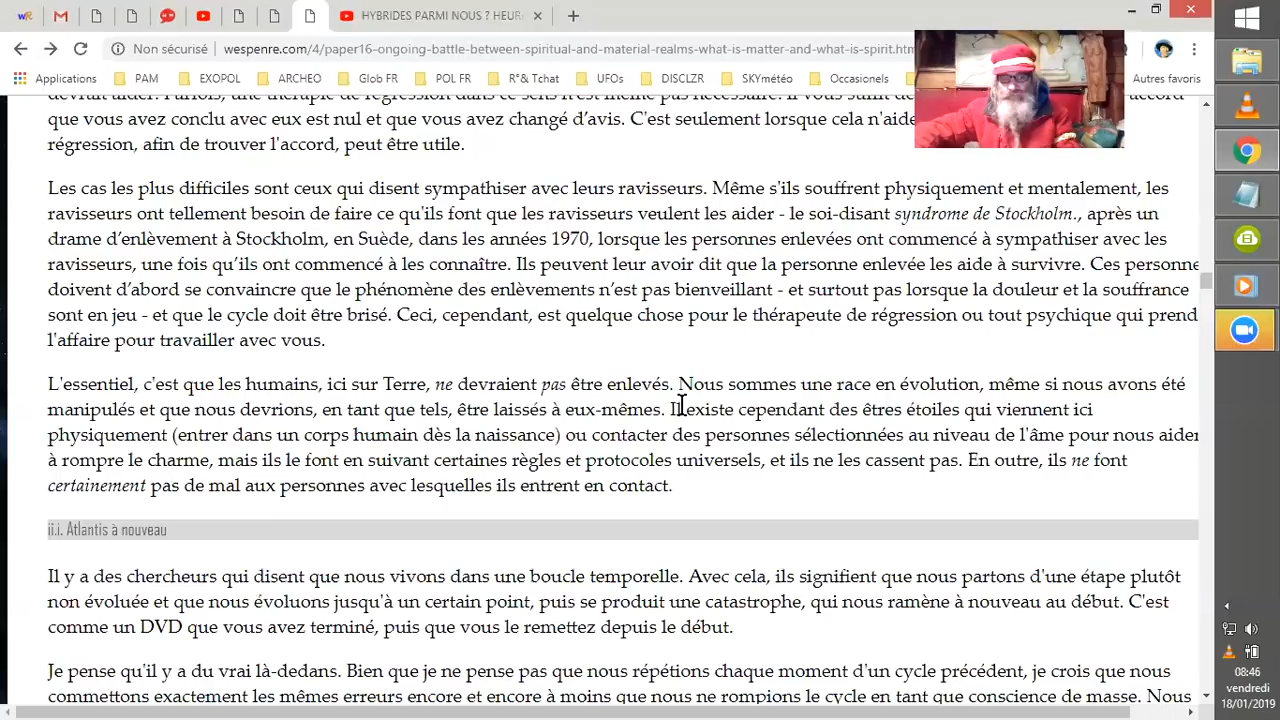 HYBRIDES PARMI NOUS ? HEUR
Non sécurisé
wespenre.com/4/paper16-ongoing-battle-between-spiritual-and-material-realms-what-is-matter-and-what-is-spirit.htm
Applications PAM EXOPOL ARCHEO Glob FR POL FR R°& Tchat UFOs DISCLZR SKYmétéo Occasionels Autres favoris
que vous avez conclu avec eux est nul et que vous avez changé d’avis. C'est seulement lorsque cela n'aide
régression, afin de trouver l'accord, peut être utile.
Les cas les plus difficiles sont ceux qui disent sympathiser avec leurs ravisseurs. Même s'ils souffrent physiquement et mentalement, les
ravisseurs ont tellement besoin de faire ce qu'ils font que les ravisseurs veulent les aider - le soi-disant syndrome de Stockholm., après un
drame d’enlèvement à Stockholm, en Suède, dans les années 1970, lorsque les personnes enlevées ont commencé à sympathiser avec les
ravisseurs, une fois qu’ils ont commencé à les connaître. Ils peuvent leur avoir dit que la personne enlevée les aide à survivre. Ces personne
doivent d’abord se convaincre que le phénomène des enlèvements n’est pas bienveillant - et surtout pas lorsque la douleur et la souffrance
sont en jeu - et que le cycle doit être brisé. Ceci, cependant, est quelque chose pour le thérapeute de régression ou tout psychique qui prend
l'affaire pour travailler avec vous.
L'essentiel, c'est que les humains, ici sur Terre, ne devraient pas être enlevés. Nous sommes une race en évolution, même si nous avons été
manipulés et que nous devrions, en tant que tels, être laissés à eux-mêmes. Il existe cependant des êtres étoiles qui viennent ici
physiquement (entrer dans un corps humain dès la naissance) ou contacter des personnes sélectionnées au niveau de l'âme pour nous aider
à rompre le charme, mais ils le font en suivant certaines règles et protocoles universels, et ils ne les cassent pas. En outre, ils ne font
certainement pas de mal aux personnes avec lesquelles ils entrent en contact.
ii.i. Atlantis à nouveau
Il y a des chercheurs qui disent que nous vivons dans une boucle temporelle. Avec cela, ils signifient que nous partons d'une étape plutôt
non évoluée et que nous évoluons jusqu'à un certain point, puis se produit une catastrophe, qui nous ramène à nouveau au début. C'est
comme un DVD que vous avez terminé, puis que vous le remettez depuis le début.
Je pense qu'il y a du vrai là-dedans. Bien que je ne pense pas que nous répétions chaque moment d'un cycle précédent, je crois que nous
commettons exactement les mêmes erreurs encore et encore à moins que nous ne rompions le cycle en tant que conscience de masse. Nous
08:46
vendredi
18/01/2019